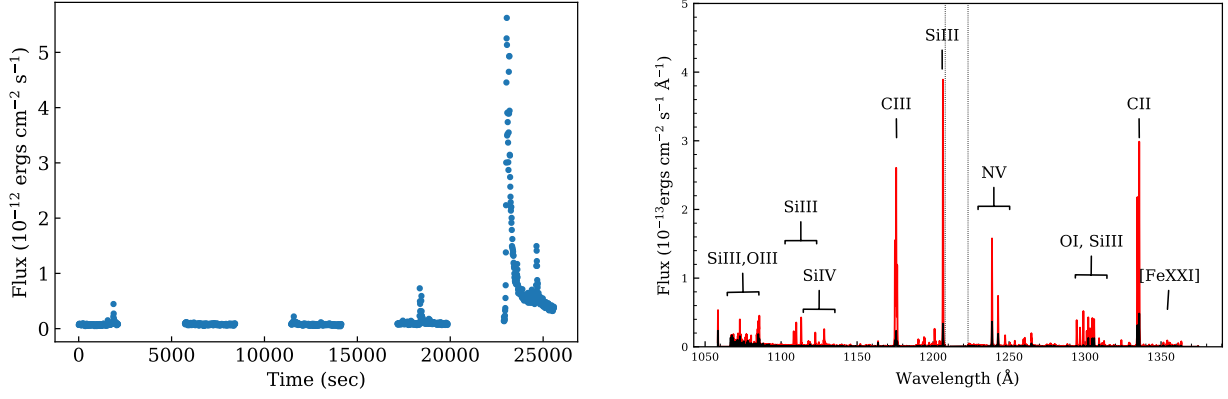 Flux (10⁻¹² ergs cm⁻² s⁻¹)
5
4
3
2
1
0
0 5000 10000 15000 20000 25000
Time (sec)
Flux (10⁻¹³ergs cm⁻² s⁻¹ Å⁻¹)
5
4
3
2
1
0
SiIII
CIII
CII
NV
SiIII
OI, SiIII
SiIII,OIII
SiIV
[FeXXI]
1050 1100 1150 1200 1250 1300 1350
Wavelength (Å)